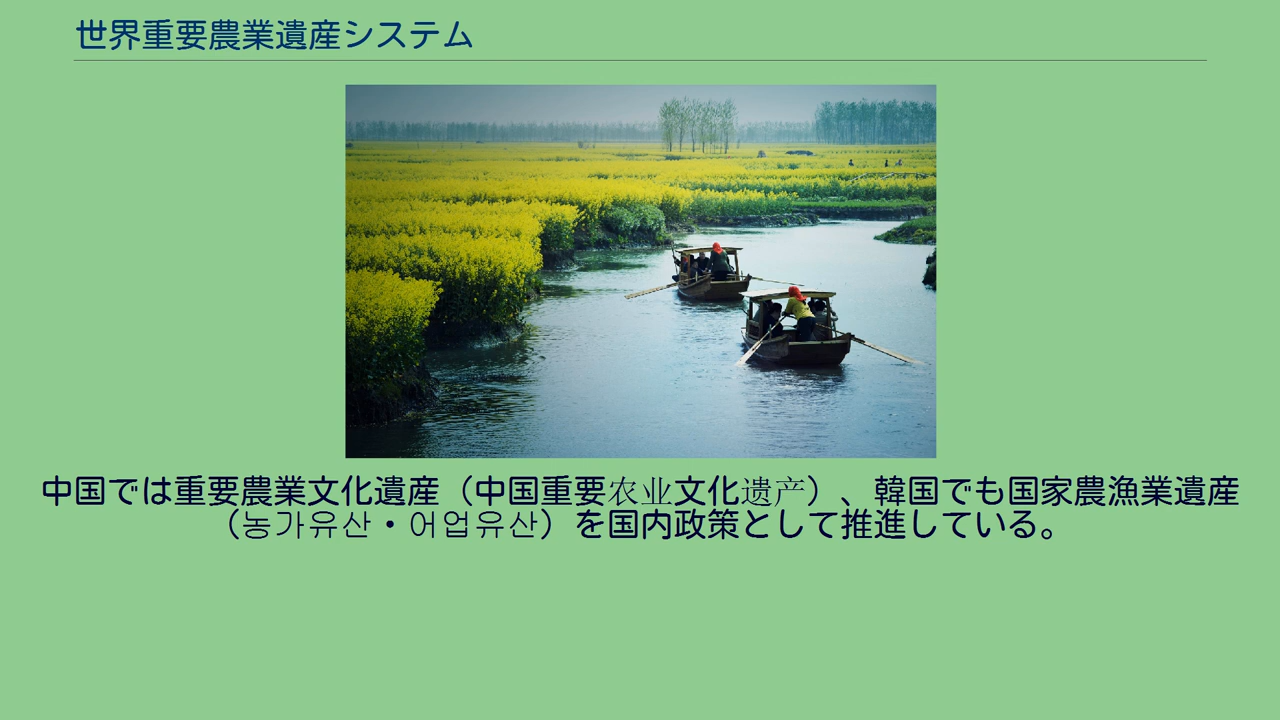 世界重要農業遺産システム
中国では重要農業文化遺産（中国重要农业文化遗产）、韓国でも国家農漁業遺産
（농가유산・어업유산）を国内政策として推進している。